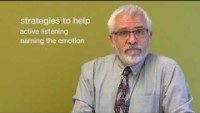 strategies to help
active listening
naming the emotion